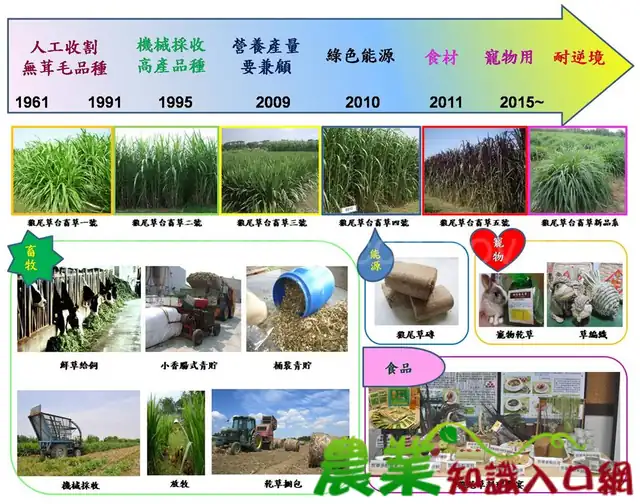 人工收割
無茸毛品種
機械採收
高產品種
營養產量
要兼顧
綠色能源
食材
寵物用
耐逆境
1961
1991
1995
2009
2010
2011
2015~
狼尾草台畜草一號
狼尾草台畜草二號
狼尾草台畜草三號
狼尾草台畜草四號
狼尾草台畜草五號
狼尾草台畜草新品系
畜牧
鮮草給飼
小香腸式青貯
桶裝青貯
機械採收
放牧
乾草捆包
能源
狼尾草磚
寵物
寵物乾草
草編織
食品
農業知識入口網